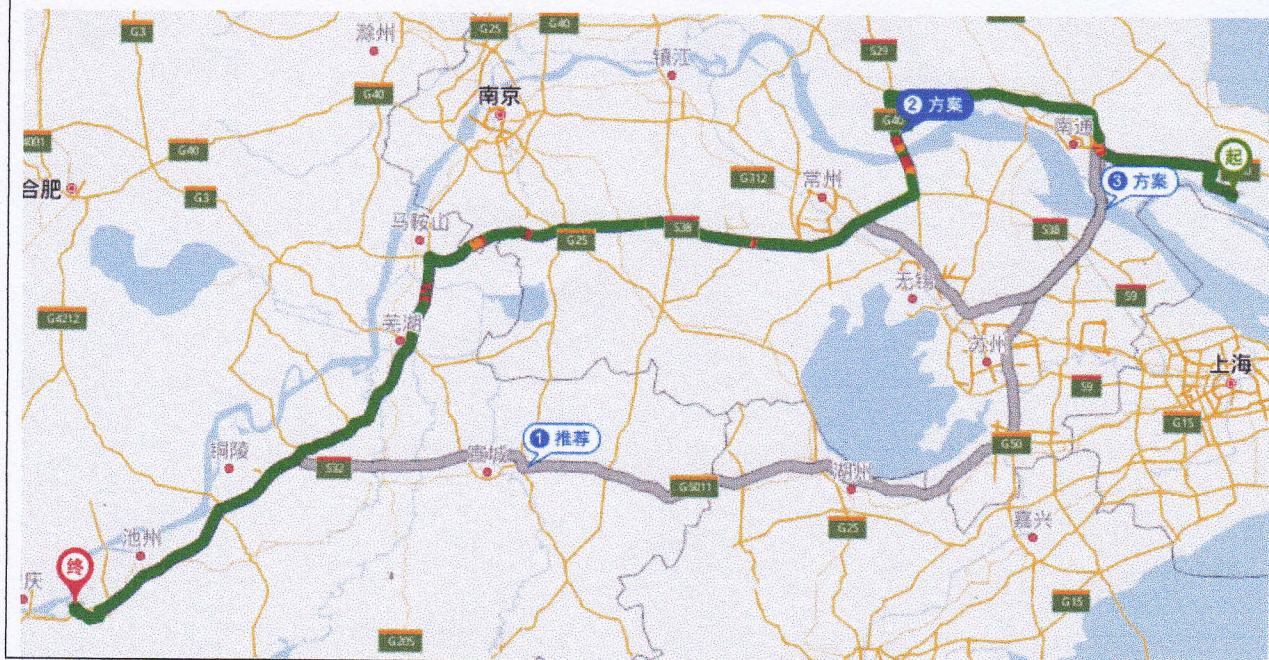 G3
滁州
G25
G40
镇江
S29
G40
南京
② 方案
G40
南通
起
G40
合肥
G3
G312
常州
③ 方案
马鞍山
G25
S38
S38
无锡
S9
G4212
芜湖
苏州
上海
S9
G15
铜陵
① 推荐
S32
宣城
G50
G5011
湖州
G25
嘉兴
池州
终
庆
G15
G205